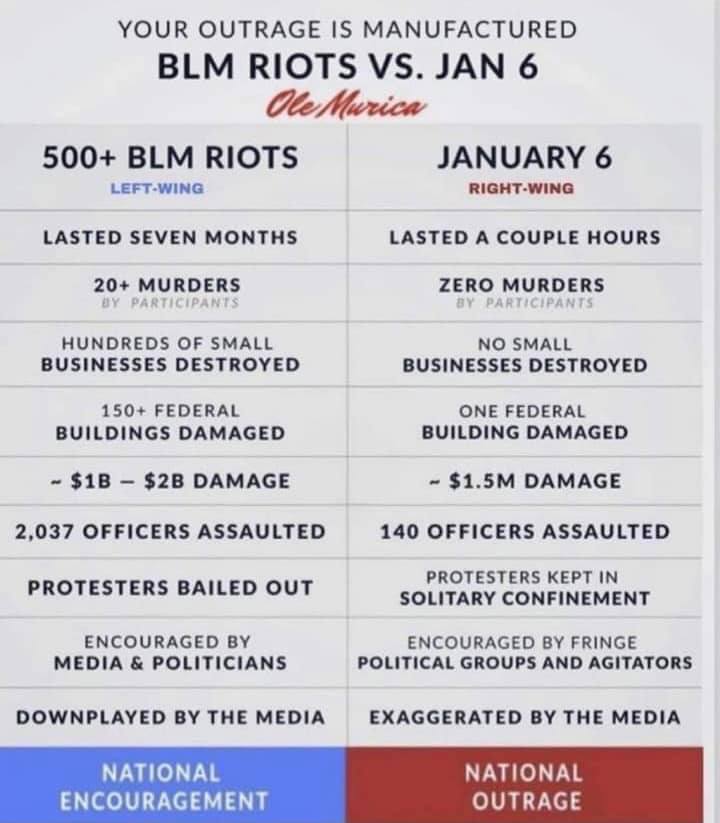 YOUR OUTRAGE IS MANUFACTURED
BLM RIOTS VS. JAN 6
Ole Murica
500+ BLM RIOTS
LEFT-WING
JANUARY 6
RIGHT-WING
LASTED SEVEN MONTHS
LASTED A COUPLE HOURS
20+ MURDERS
BY PARTICIPANTS
ZERO MURDERS
BY PARTICIPANTS
HUNDREDS OF SMALL
BUSINESSES DESTROYED
NO SMALL
BUSINESSES DESTROYED
150+ FEDERAL
BUILDINGS DAMAGED
ONE FEDERAL
BUILDING DAMAGED
~ $1B – $2B DAMAGE
~ $1.5M DAMAGE
2,037 OFFICERS ASSAULTED
140 OFFICERS ASSAULTED
PROTESTERS BAILED OUT
PROTESTERS KEPT IN
SOLITARY CONFINEMENT
ENCOURAGED BY
MEDIA & POLITICIANS
ENCOURAGED BY FRINGE
POLITICAL GROUPS AND AGITATORS
DOWNPLAYED BY THE MEDIA
EXAGGERATED BY THE MEDIA
NATIONAL
ENCOURAGEMENT
NATIONAL
OUTRAGE